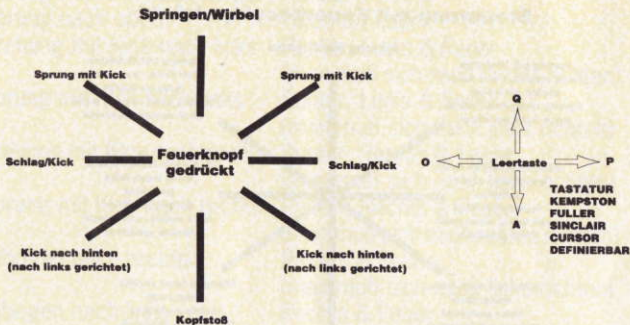 Springen/Wirbel
Sprung mit Kick
Sprung mit Kick
Schlag/Kick
Feuerknopf
gedrückt
Schlag/Kick
Kick nach hinten
(nach links gerichtet)
Kick nach hinten
(nach links gerichtet)
Kopfstoß
Q
O
Leertaste
P
A
TASTATUR
KEMPSTON
FULLER
SINCLAIR
CURSOR
DEFINIERBAR